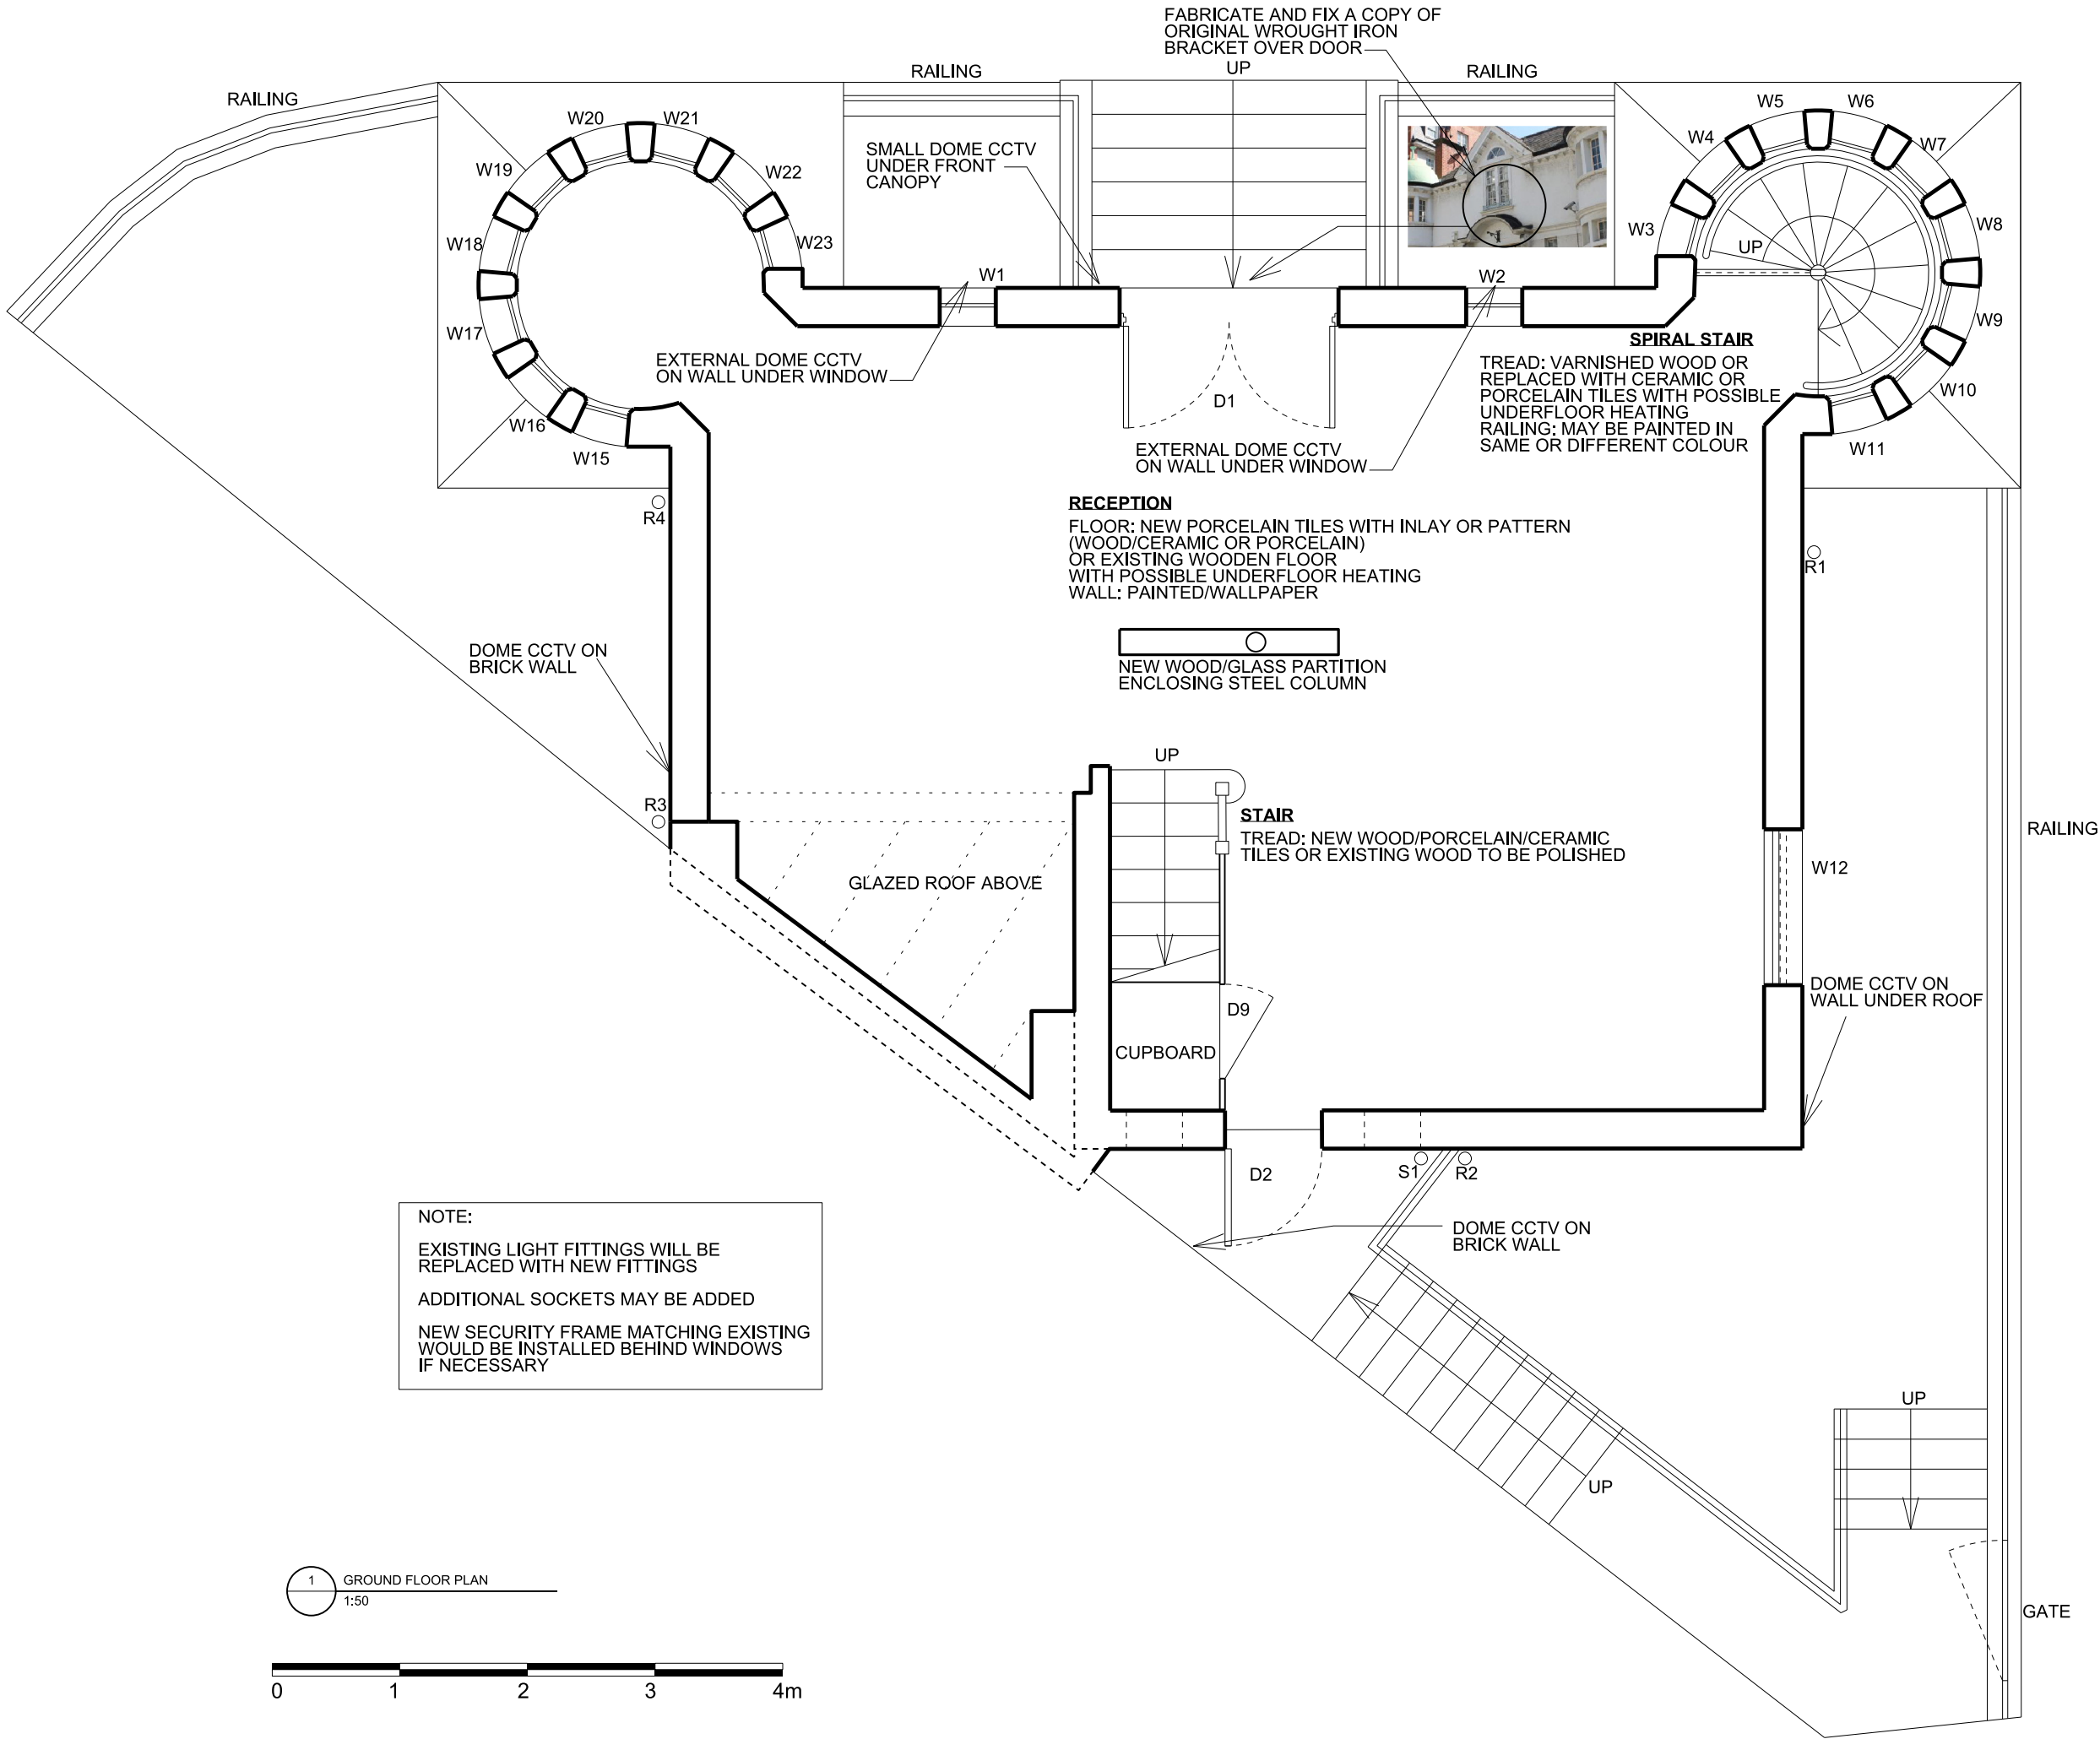 FABRICATE AND FIX A COPY OF
ORIGINAL WROUGHT IRON
BRACKET OVER DOOR
UP
RAILING
RAILING
RAILING
W20
W21
W19
W22
W18
W23
W17
W16
W15
SMALL DOME CCTV
UNDER FRONT
CANOPY
W5
W6
W4
W7
W3
W8
UP
W9
W10
W11
W1
W2
EXTERNAL DOME CCTV
ON WALL UNDER WINDOW
D1
EXTERNAL DOME CCTV
ON WALL UNDER WINDOW
SPIRAL STAIR
TREAD: VARNISHED WOOD OR
REPLACED WITH CERAMIC OR
PORCELAIN TILES WITH POSSIBLE
UNDERFLOOR HEATING
RAILING: MAY BE PAINTED IN
SAME OR DIFFERENT COLOUR
RECEPTION
FLOOR: NEW PORCELAIN TILES WITH INLAY OR PATTERN
(WOOD/CERAMIC OR PORCELAIN)
OR EXISTING WOODEN FLOOR
WITH POSSIBLE UNDERFLOOR HEATING
WALL: PAINTED/WALLPAPER
R4
R1
DOME CCTV ON
BRICK WALL
NEW WOOD/GLASS PARTITION
ENCLOSING STEEL COLUMN
UP
R3
STAIR
TREAD: NEW WOOD/PORCELAIN/CERAMIC
TILES OR EXISTING WOOD TO BE POLISHED
RAILING
GLAZED ROOF ABOVE
W12
DOME CCTV ON
WALL UNDER ROOF
D9
CUPBOARD
D2
S1
R2
DOME CCTV ON
BRICK WALL
NOTE:
EXISTING LIGHT FITTINGS WILL BE
REPLACED WITH NEW FITTINGS
ADDITIONAL SOCKETS MAY BE ADDED
NEW SECURITY FRAME MATCHING EXISTING
WOULD BE INSTALLED BEHIND WINDOWS
IF NECESSARY
UP
UP
GATE
1
GROUND FLOOR PLAN
1:50
0 1 2 3 4m